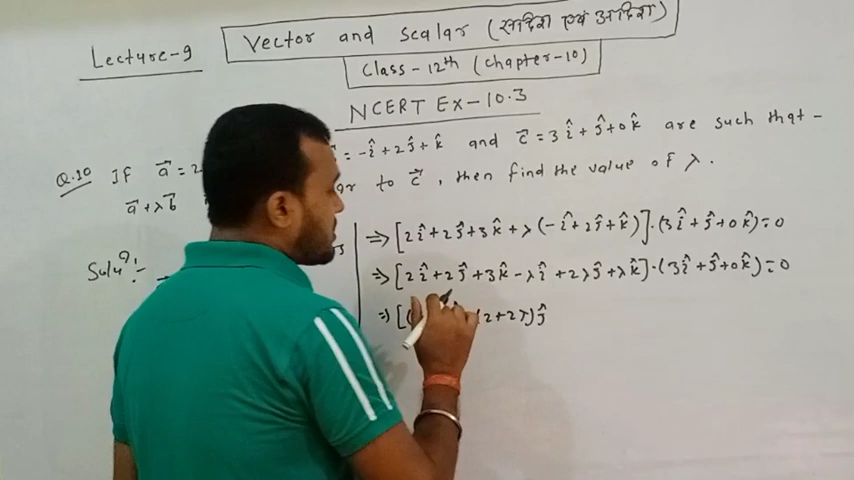 Lecture-9
Vector and Scalar (सदिश एवं अदिश)
Class-12th (Chapter-10)
NCERT Ex-10.3
Q.10 If a⃗ = 2 = -î+2ĵ+k̂ and c⃗ = 3î+ĵ+0k̂ are such that -
a⃗+λb⃗ ar to c⃗, then find the value of λ.
Soluⁿ:-
⇒ [2î+2ĵ+3k̂+λ(-î+2ĵ+k̂)]·(3î+ĵ+0k̂)=0
⇒ [2î+2ĵ+3k̂-λî+2λĵ+λk̂]·(3î+ĵ+0k̂)=0
⇒ [( (2+2λ)ĵ